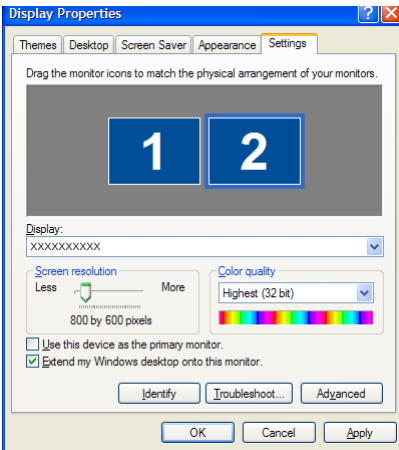 Display Properties
Themes Desktop Screen Saver Appearance Settings
Drag the monitor icons to match the physical arrangement of your monitors.
1 2
Display:
XXXXXXXXXX
Screen resolution
Less More
800 by 600 pixels
Color quality
Highest (32 bit)
Use this device as the primary monitor.
Extend my Windows desktop onto this monitor.
Identify Troubleshoot... Advanced
OK Cancel Apply